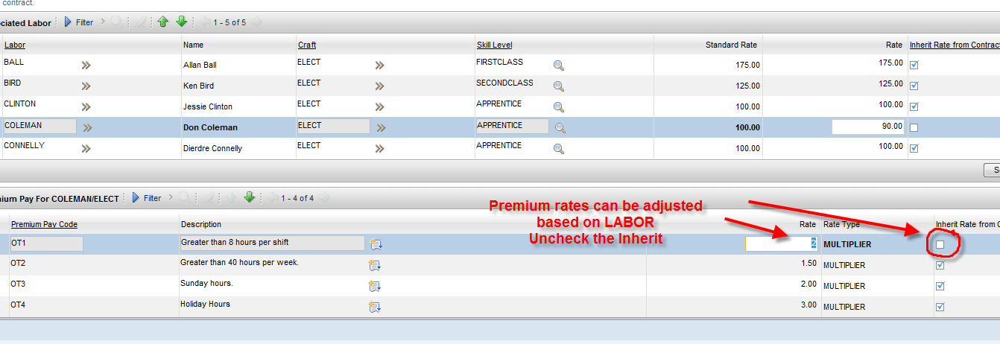 contract.
ociated Labor Filter 1 - 5 of 5
Labor Name Craft Skill Level Standard Rate Rate Inherit Rate from Contract
BALL Allan Ball ELECT FIRSTCLASS 175.00 175.00
BIRD Ken Bird ELECT SECONDCLASS 125.00 125.00
CLINTON Jessie Clinton ELECT APPRENTICE 100.00 100.00
COLEMAN Don Coleman ELECT APPRENTICE 100.00 90.00
CONNELLY Dierdre Connelly ELECT APPRENTICE 100.00 100.00
mium Pay For COLEMAN/ELECT Filter 1 - 4 of 4
Premium rates can be adjusted
based on LABOR
Uncheck the Inherit
Premium Pay Code Description Rate Rate Type Inherit Rate from C
OT1 Greater than 8 hours per shift 2 MULTIPLIER
OT2 Greater than 40 hours per week. 1.50 MULTIPLIER
OT3 Sunday hours. 2.00 MULTIPLIER
OT4 Holiday Hours 3.00 MULTIPLIER